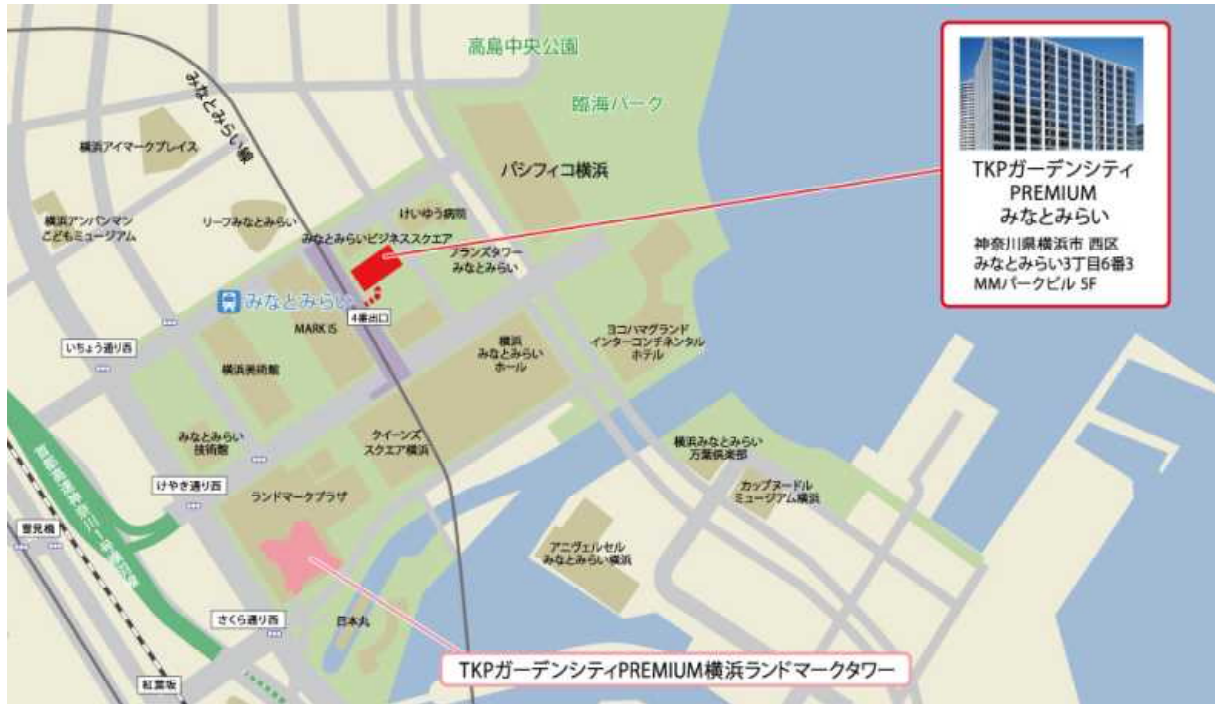 高島中央公園
臨海パーク
みなとみらい線
横浜アイマークプレイス
パシフィコ横浜
TKPガーデンシティ
PREMIUM
みなとみらい
神奈川県横浜市 西区
みなとみらい3丁目6番3
MMパークビル 5F
横浜アンパンマン
こどもミュージアム
リーフみなとみらい
けいゆう病院
みなとみらいビジネススクエア
ブランズタワー
みなとみらい
みなとみらい
4番出口
MARK IS
いちょう通り西
横浜美術館
横浜
みなとみらい
ホール
ヨコハマグランド
インターコンチネンタル
ホテル
みなとみらい
技術館
クイーンズ
スクエア横浜
横浜みなとみらい
万葉倶楽部
カップヌードル
ミュージアム横浜
けやき通り西
ランドマークプラザ
雪見橋
アニヴェルセル
みなとみらい横浜
さくら通り西
日本丸
TKPガーデンシティPREMIUM横浜ランドマークタワー
紅葉坂